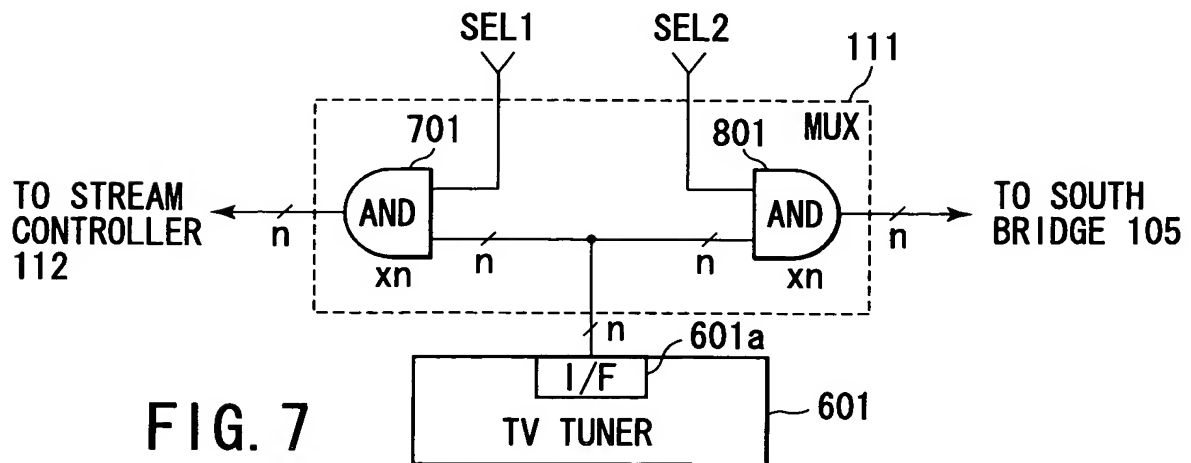 SEL1
SEL2
111
MUX
701
801
TO STREAM
CONTROLLER
112
n
AND
xn
n
n
AND
xn
n
TO SOUTH
BRIDGE 105
n
601a
I/F
TV TUNER
601
FIG. 7